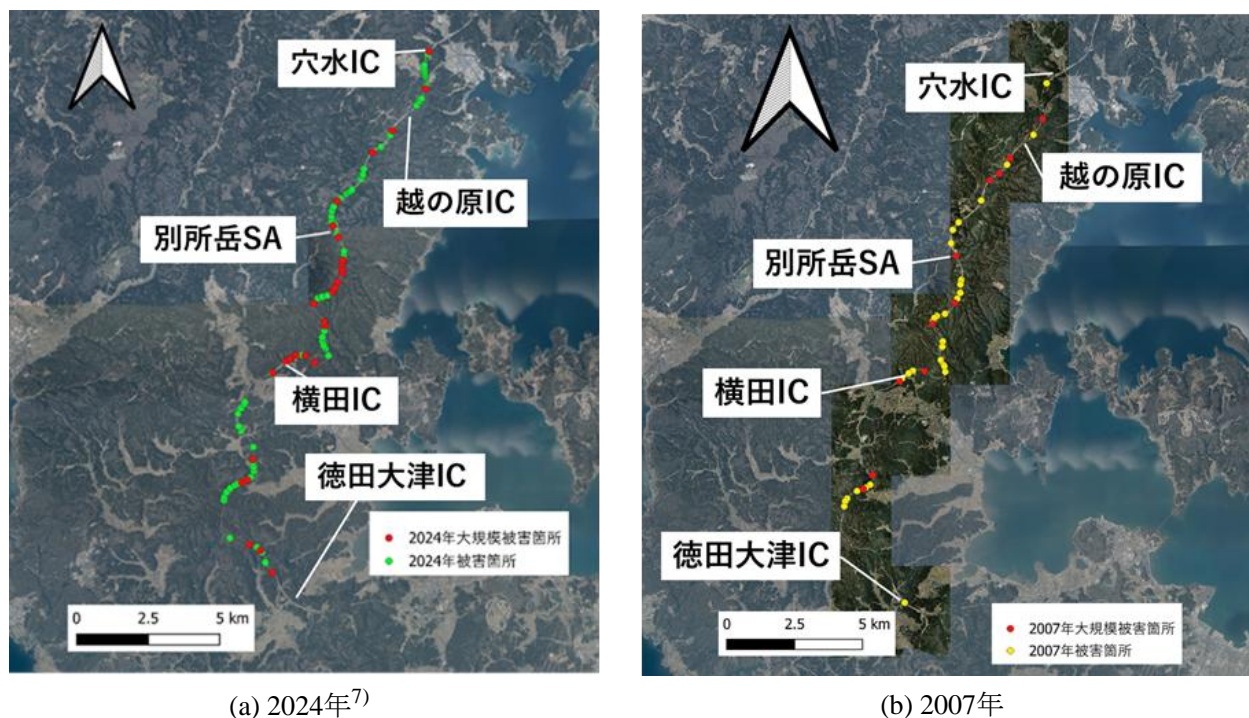 穴水IC
越の原IC
別所岳SA
横田IC
徳田大津IC
2024年大規模被害箇所
2024年被害箇所
0 2.5 5 km
(a) 2024年7)
穴水IC
越の原IC
別所岳SA
横田IC
徳田大津IC
2007年大規模被害箇所
2007年被害箇所
0 2.5 5 km
(b) 2007年